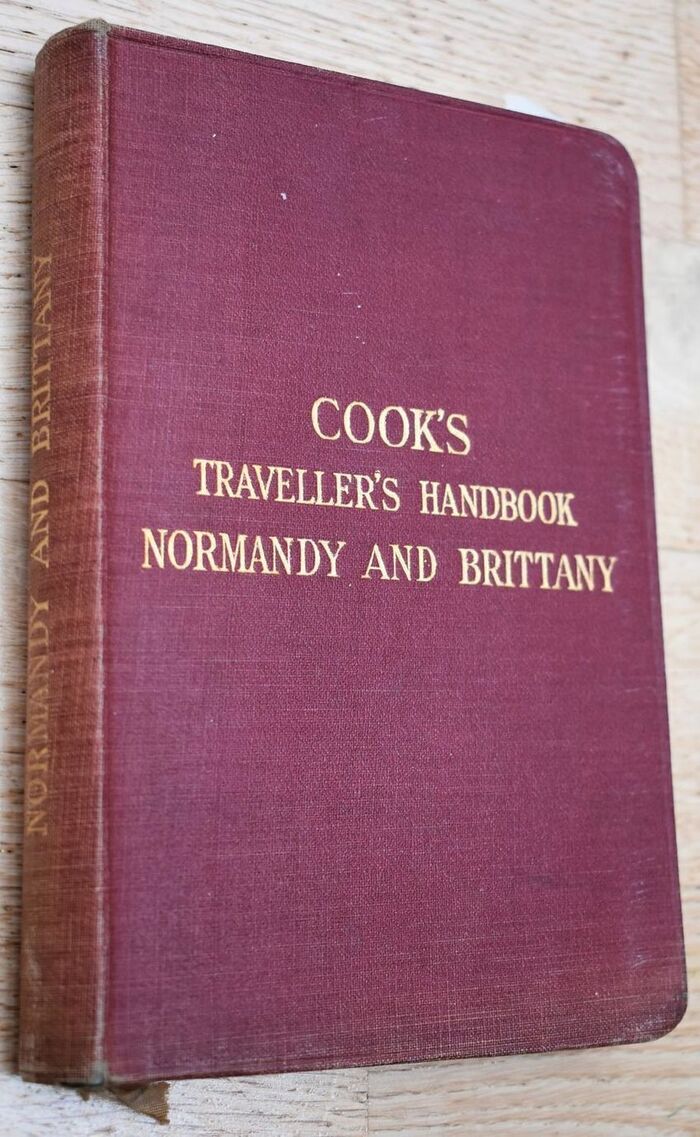 COOK'S
TRAVELLER'S HANDBOOK
NORMANDY AND BRITTANY
NORMANDY AND BRITTANY